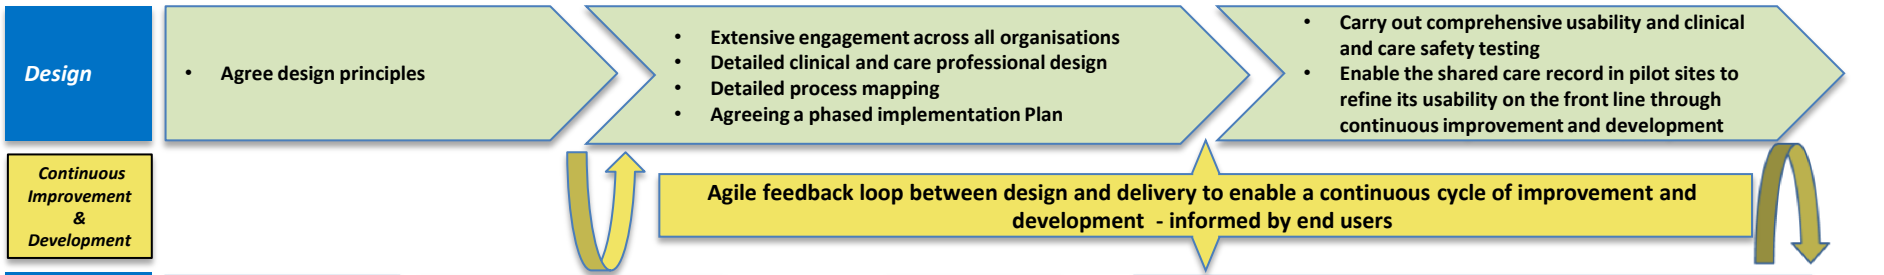 Design
• Agree design principles
• Extensive engagement across all organisations
• Detailed clinical and care professional design
• Detailed process mapping
• Agreeing a phased implementation Plan
• Carry out comprehensive usability and clinical
and care safety testing
• Enable the shared care record in pilot sites to
refine its usability on the front line through
continuous improvement and development
Continuous
Improvement
&
Development
Agile feedback loop between design and delivery to enable a continuous cycle of improvement and
development - informed by end users